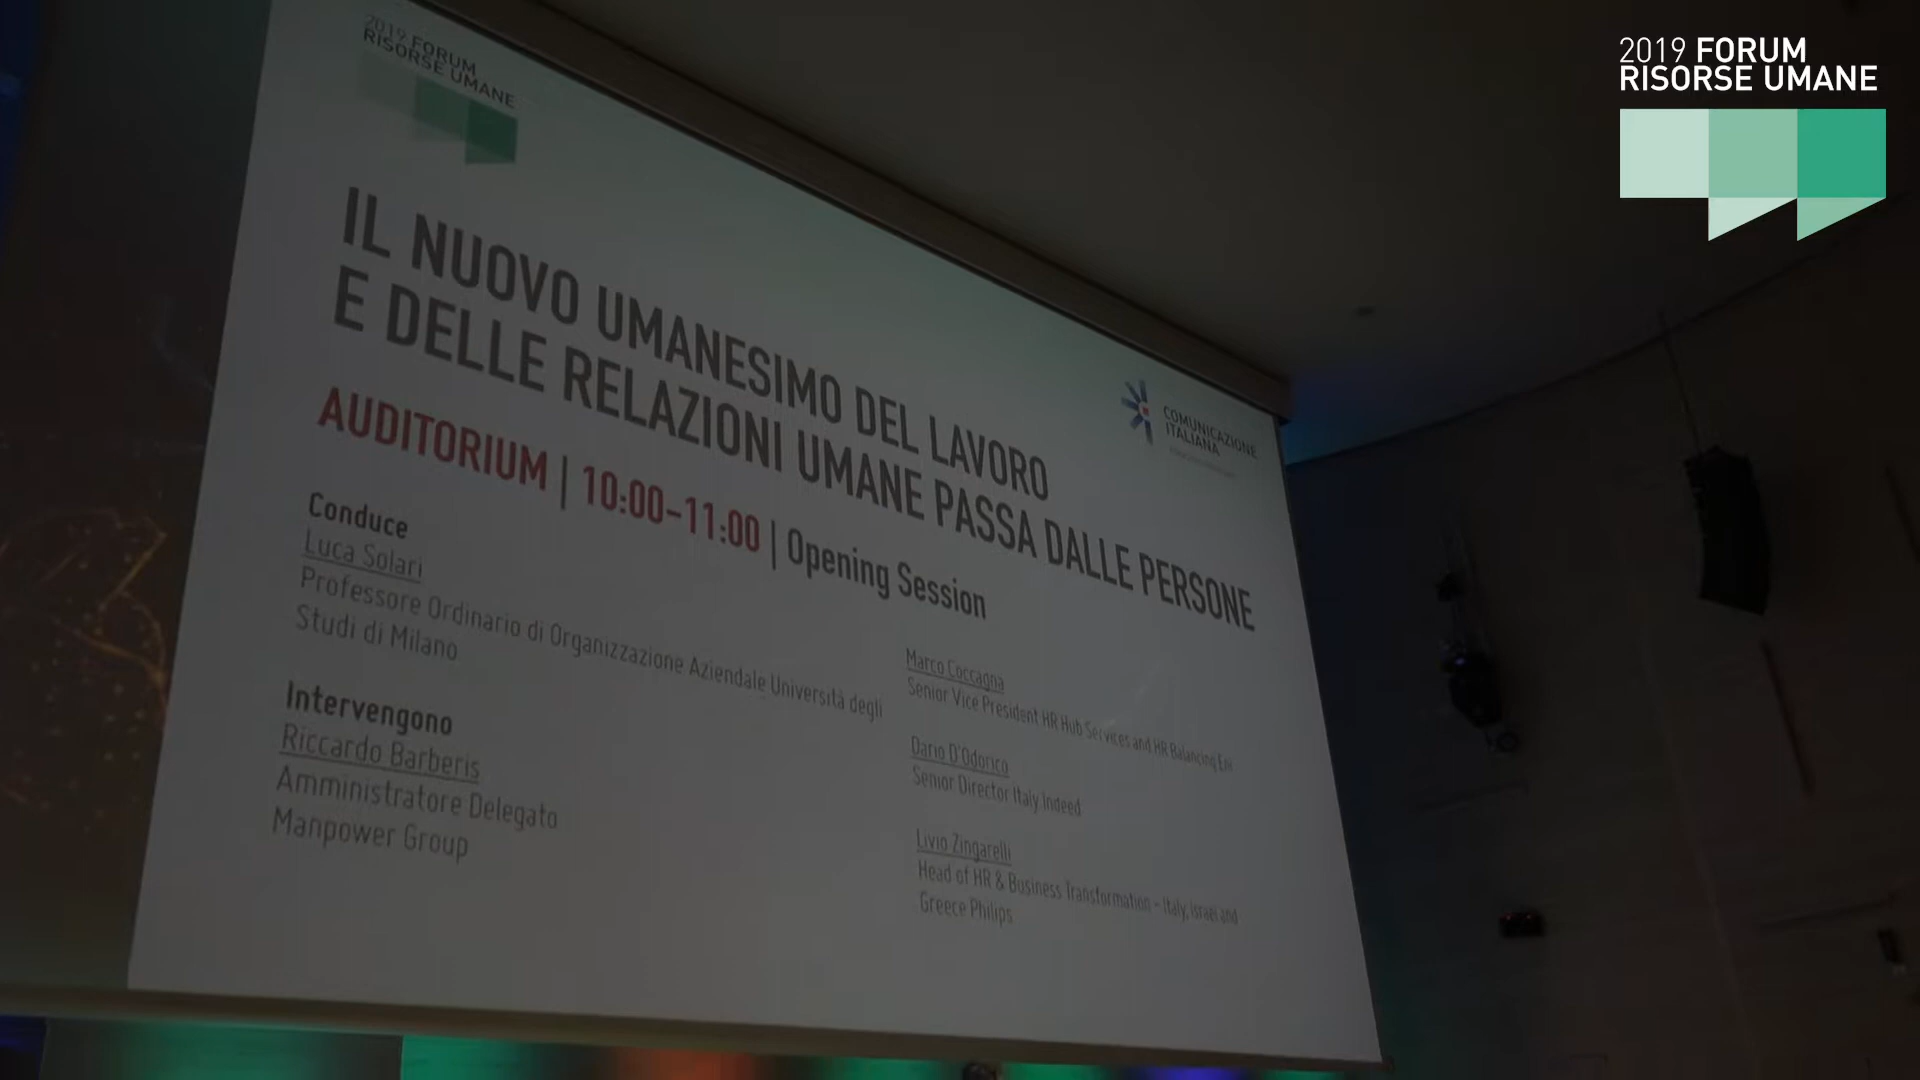 2019 FORUM
RISORSE UMANE
2019 FORUM
RISORSE UMANE
IL NUOVO UMANESIMO DEL LAVORO
E DELLE RELAZIONI UMANE PASSA DALLE PERSONE
COMUNICAZIONE
ITALIANA
AUDITORIUM | 10:00-11:00 | Opening Session
Conduce
Luca Solari
Professore Ordinario di Organizzazione Aziendale Università degli
Studi di Milano
Intervengono
Riccardo Barberis
Amministratore Delegato
Manpower Group
Marco Coccagna
Senior Vice President HR Hub Services and HR Balancing Eni
Dario D'Odorico
Senior Director Italy Indeed
Livio Zingarelli
Head of HR & Business Transformation - Italy, Israel and
Greece Philips